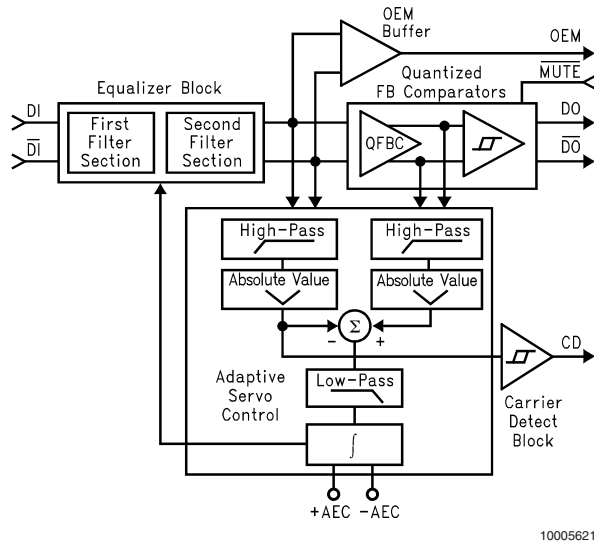 OEM
Buffer
OEM
Equalizer Block
Quantized
FB Comparators
MUTE
DI
DI
First
Filter
Section
Second
Filter
Section
QFBC
DO
DO
High-Pass
High-Pass
Absolute Value
Absolute Value
Σ
-
+
CD
Adaptive
Servo
Control
Low-Pass
Carrier
Detect
Block
∫
+AEC
-AEC
10005621